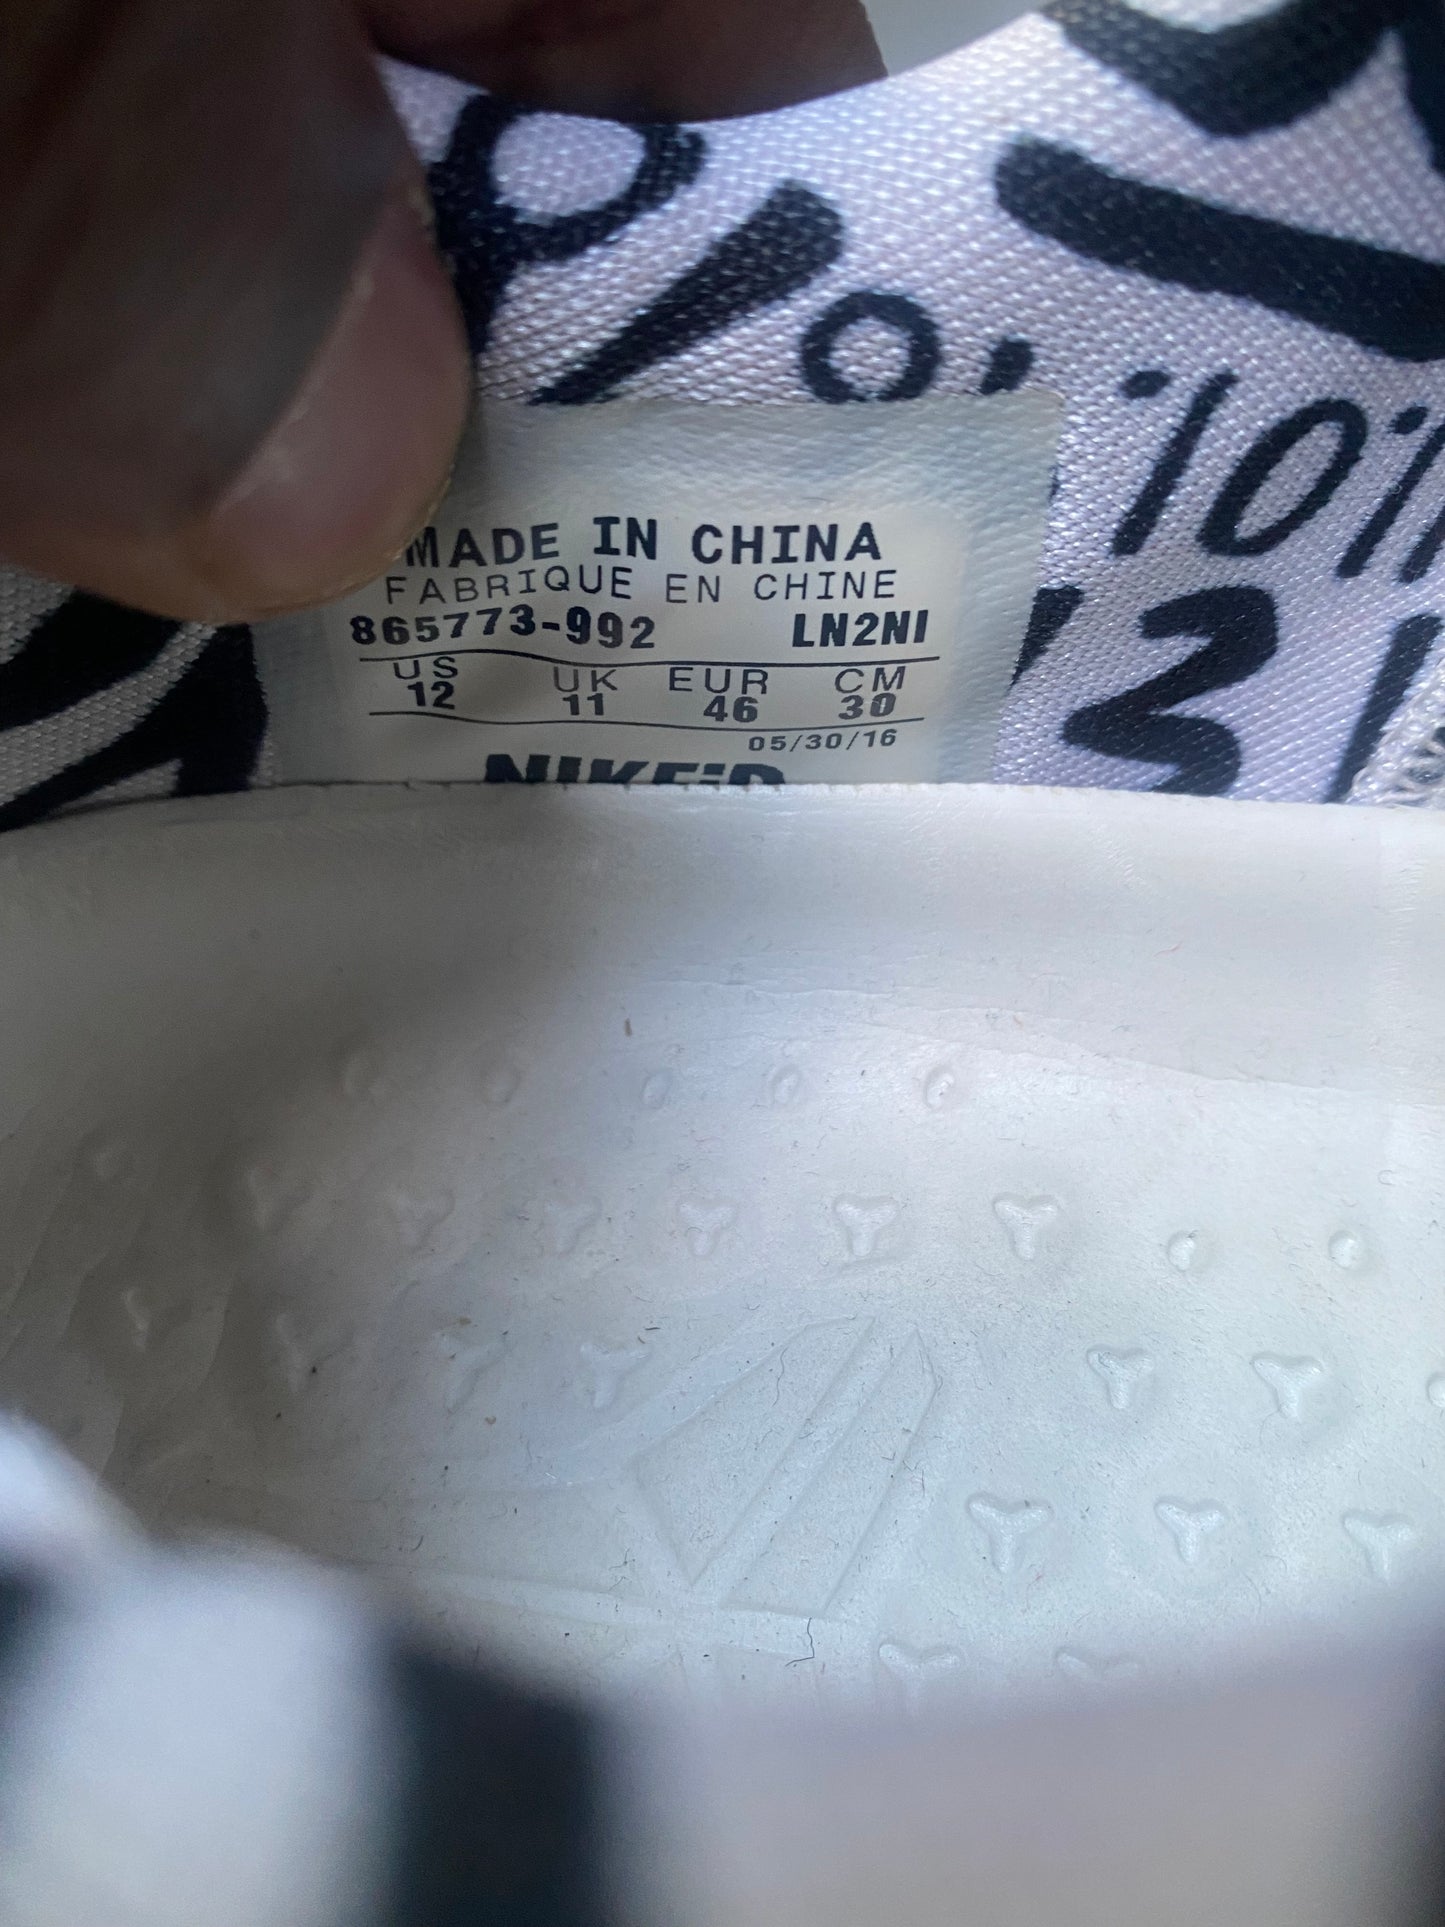 MADE IN CHINA
FABRIQUE EN CHINE
865773-992 LN2NI
US UK EUR CM
12 11 46 30
05/30/16
NIKEiD